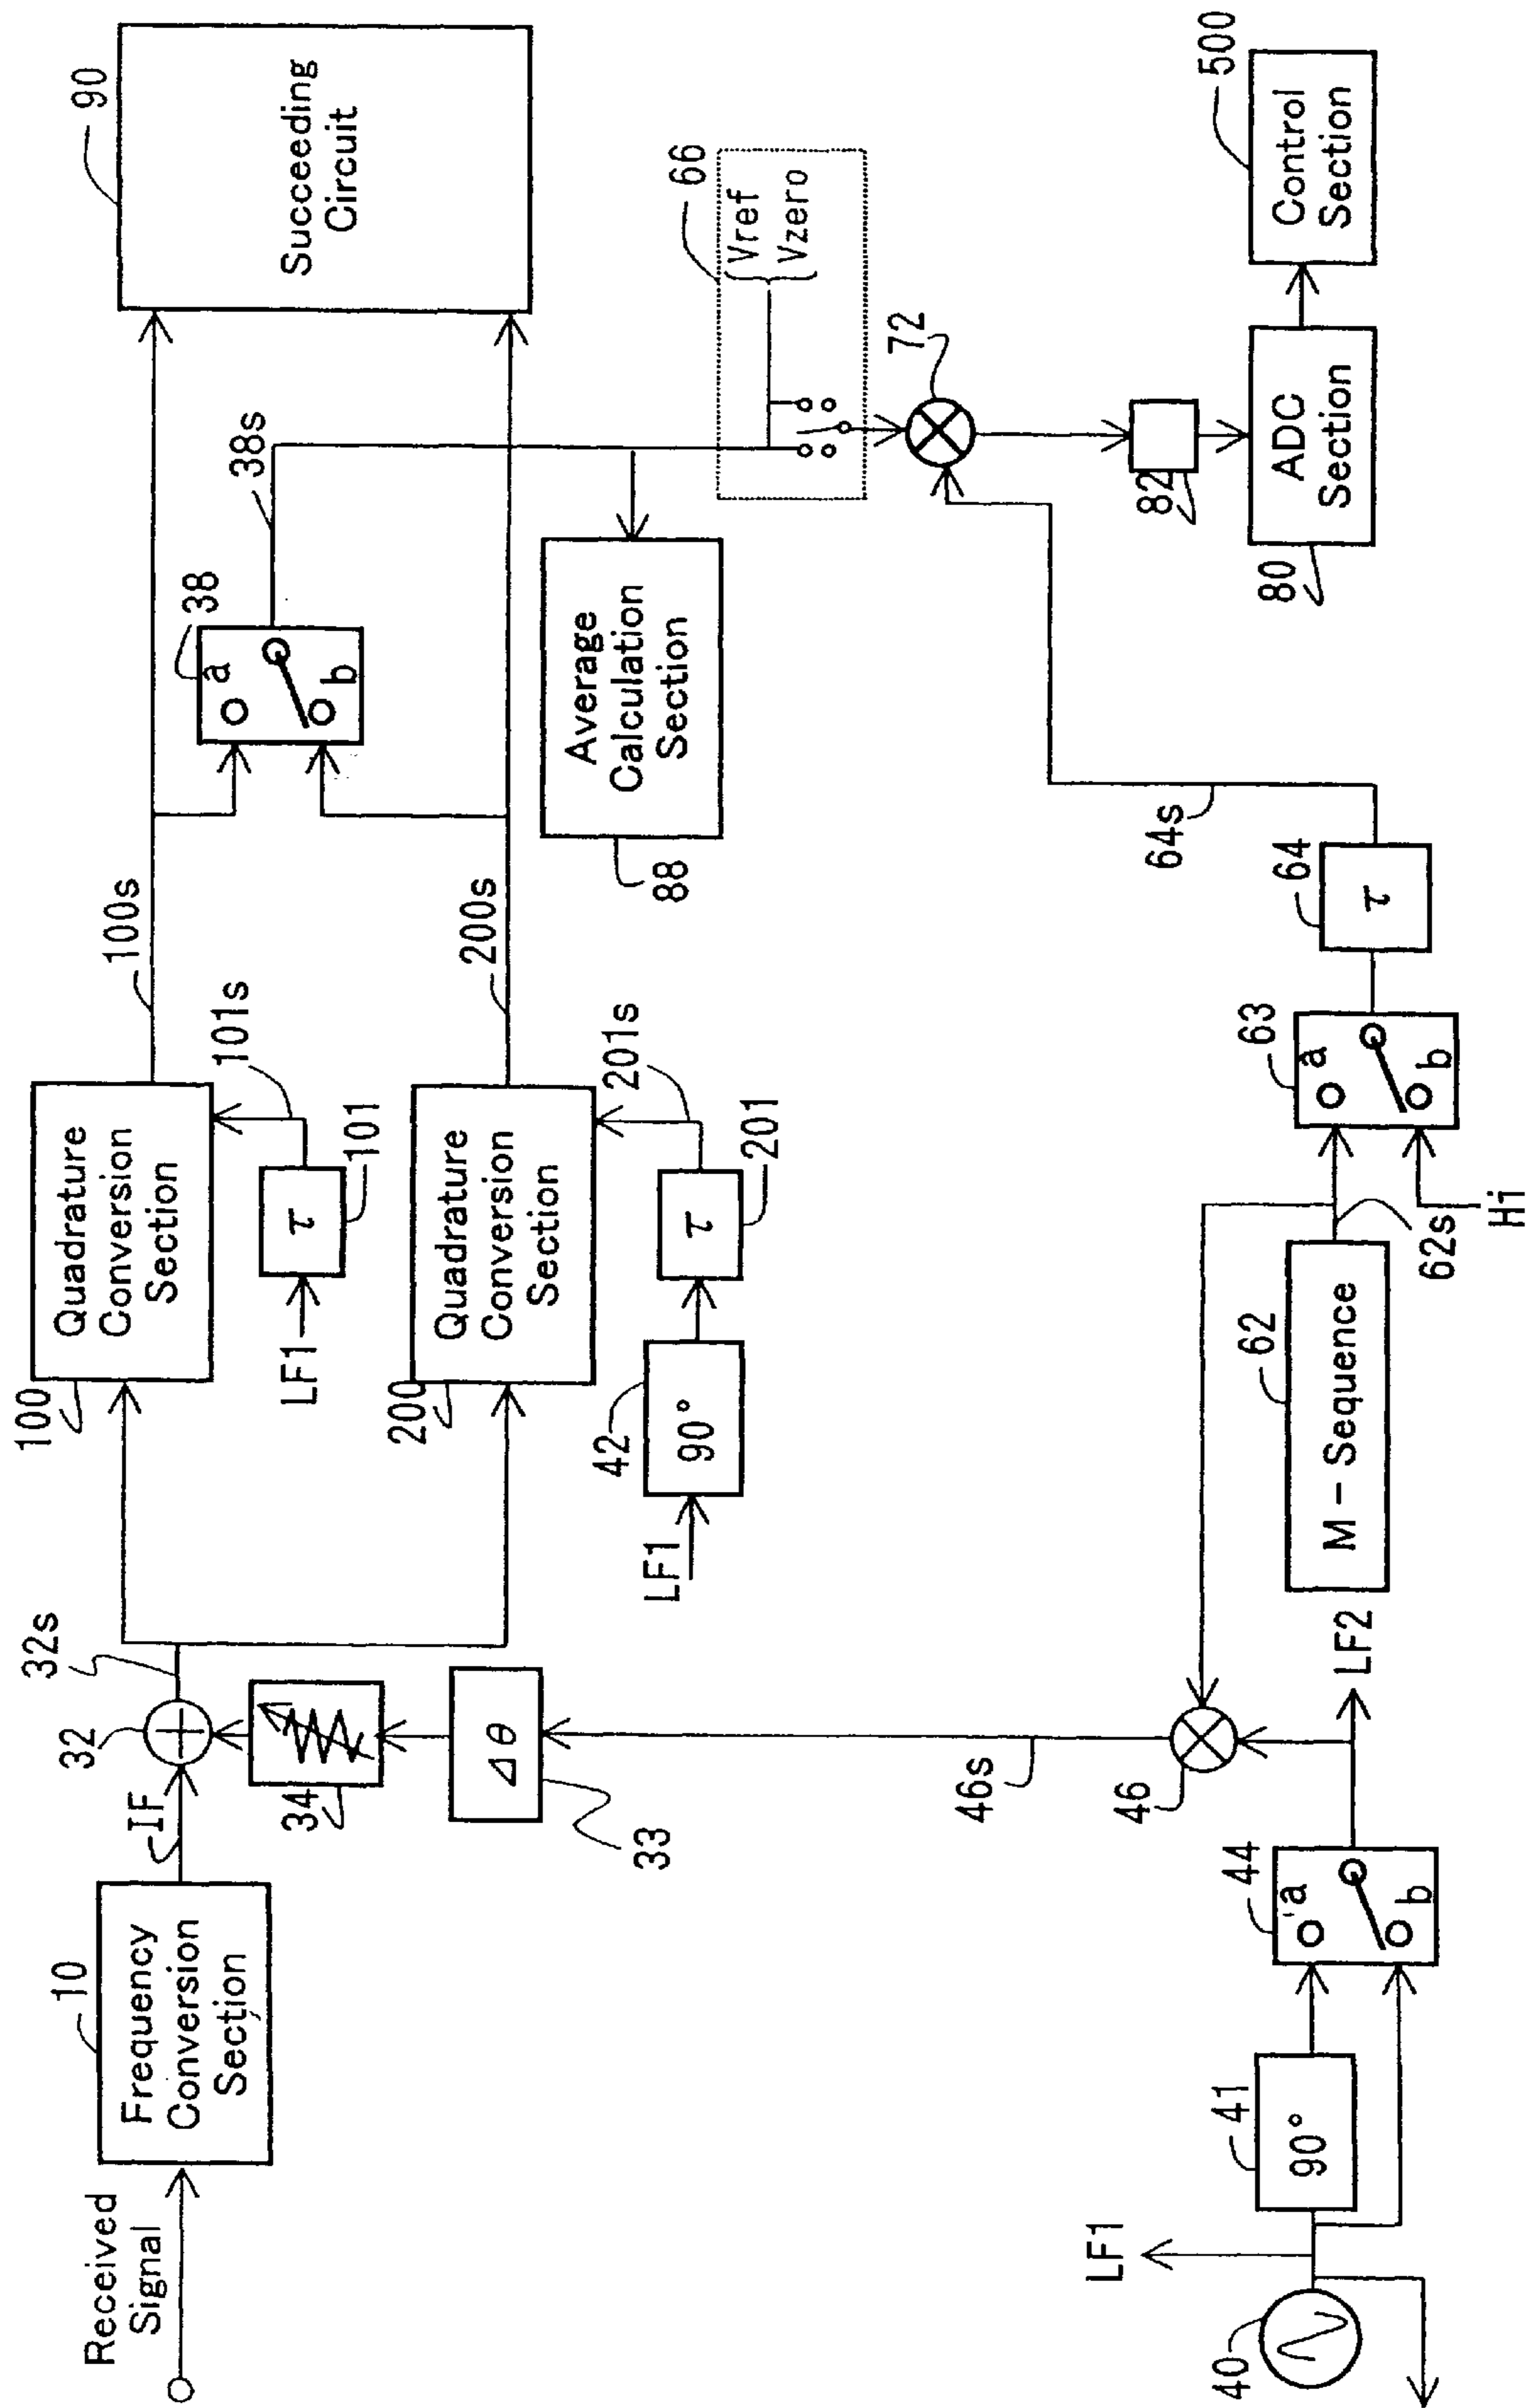 Received
Signal
10
Frequency
Conversion
Section
IF
32
32s
34
Δθ
33
100
Quadrature
Conversion
Section
100s
LF1
τ
101
101s
200
Quadrature
Conversion
Section
200s
LF1
42
90°
τ
201
201s
38
a
b
38s
90
Succeeding
Circuit
Average
Calculation
Section
88
66
Vref
Vzero
72
82
80
ADC
Section
500
Control
Section
40
LF1
41
90°
44
a
b
LF2
46
46s
62
M-Sequence
62s
Hi
63
a
b
64
τ
64s